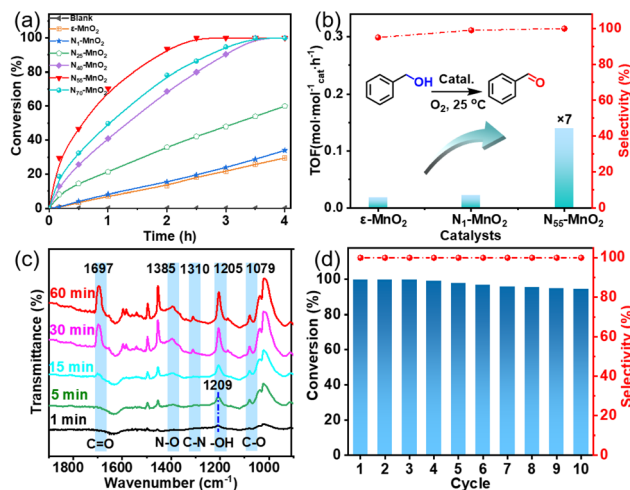 (a)
Blank
ε-MnO2
N1-MnO2
N25-MnO2
N40-MnO2
N55-MnO2
N70-MnO2
Conversion (%)
100
80
60
40
20
0
0 1 2 3 4
Time (h)
(b)
TOF(mol·mol⁻¹cat·h⁻¹)
0.3
0.2
0.1
0.0
OH
Catal.
O2, 25 °C
O
×7
ε-MnO2 N1-MnO2 N55-MnO2
Catalysts
100
80
60
40
20
0
Selectivity (%)
(c)
1697 1385 1310 1205 1079
60 min
30 min
15 min
5 min
1 min
1209
C=O N-O C-N -OH C-O
Transmittance (%)
1800 1600 1400 1200 1000
Wavenumber (cm⁻¹)
(d)
Conversion (%)
100
80
60
40
20
0
1 2 3 4 5 6 7 8 9 10
Cycle
100
80
60
40
20
0
Selectivity (%)